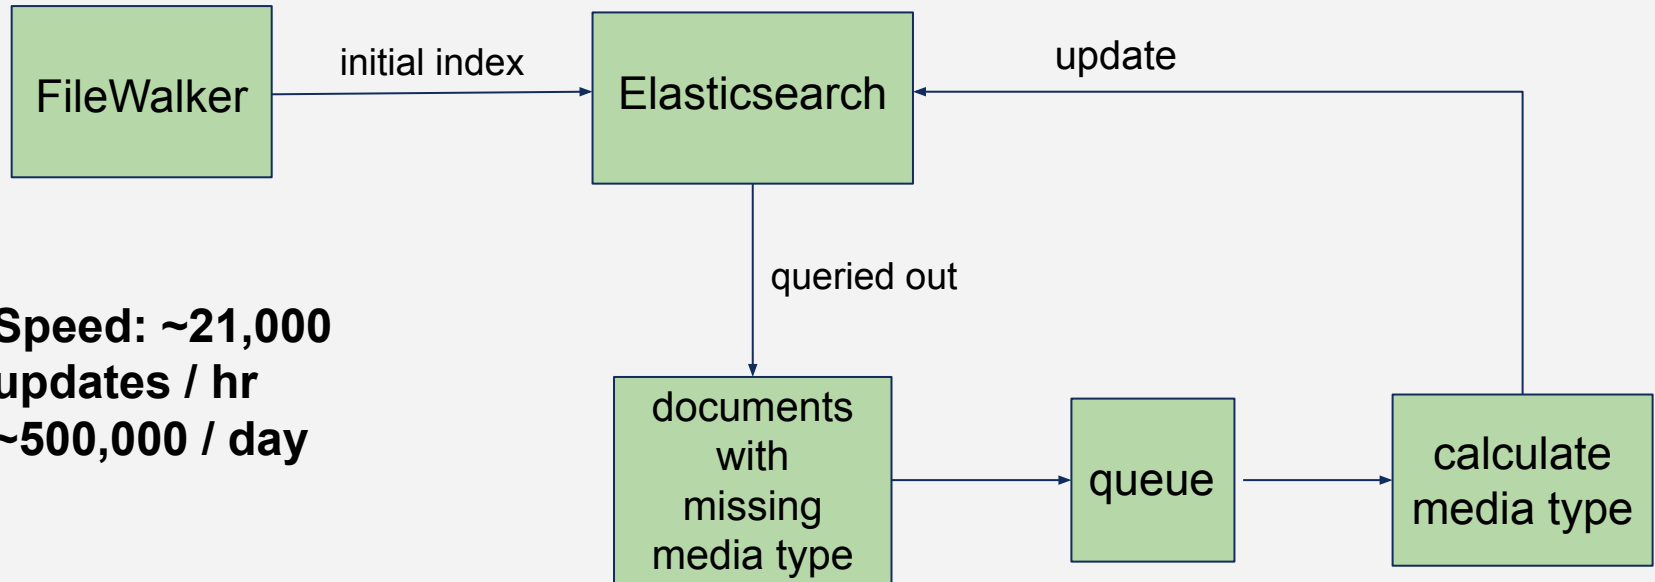 FileWalker
initial index
Elasticsearch
update
queried out
Speed: ~21,000
updates / hr
~500,000 / day
documents
with
missing
media type
queue
calculate
media type